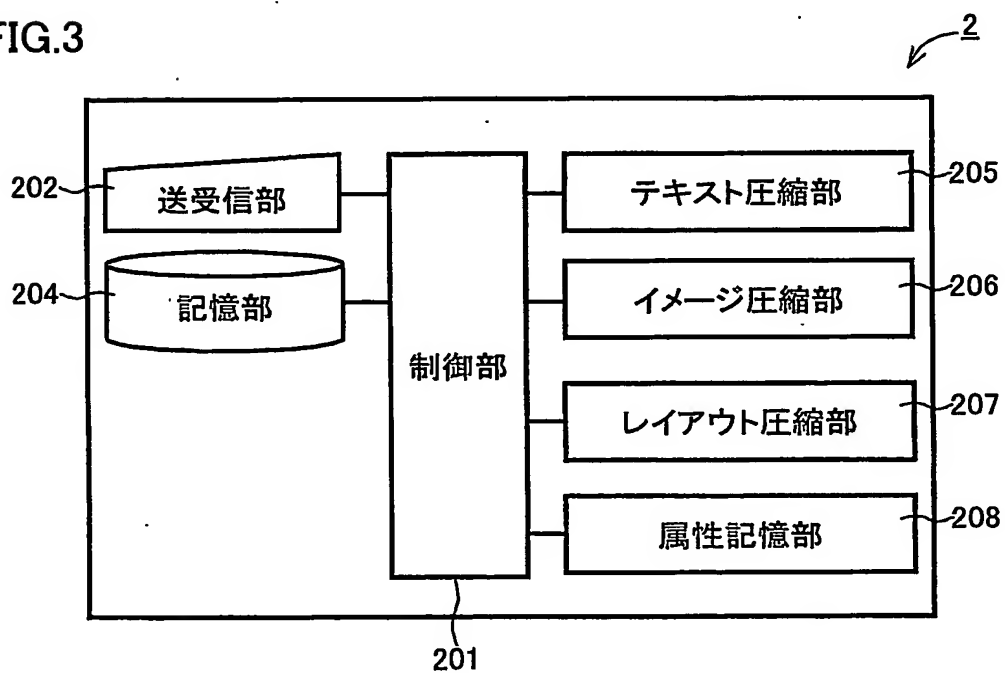 FIG.3
2
202
送受信部
204
記憶部
制御部
201
テキスト圧縮部
205
イメージ圧縮部
206
レイアウト圧縮部
207
属性記憶部
208